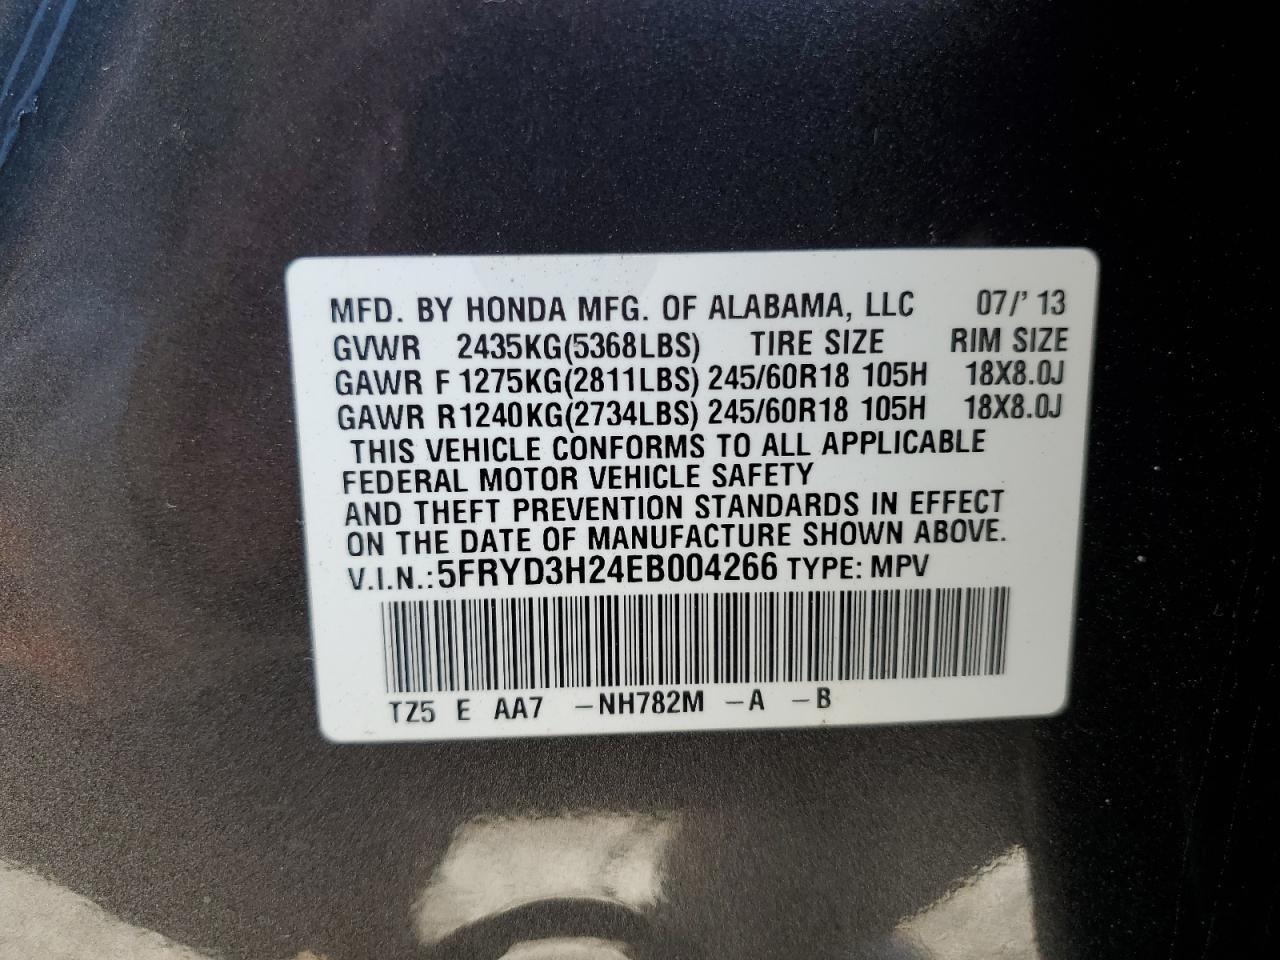 MFD. BY HONDA MFG. OF ALABAMA, LLC 07/' 13
GVWR 2435KG(5368LBS) TIRE SIZE RIM SIZE
GAWR F 1275KG(2811LBS) 245/60R18 105H 18X8.0J
GAWR R1240KG(2734LBS) 245/60R18 105H 18X8.0J
THIS VEHICLE CONFORMS TO ALL APPLICABLE
FEDERAL MOTOR VEHICLE SAFETY
AND THEFT PREVENTION STANDARDS IN EFFECT
ON THE DATE OF MANUFACTURE SHOWN ABOVE.
V.I.N.: 5FRYD3H24EB004266 TYPE: MPV
TZ5 E AA7 -NH782M -A -B